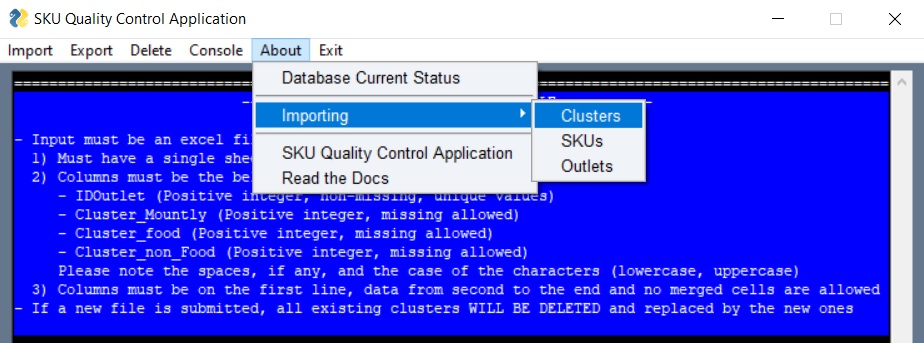 SKU Quality Control Application
Import Export Delete Console About Exit
Database Current Status
Importing
Clusters
SKUs
Outlets
SKU Quality Control Application
Read the Docs
- Input must be an excel fi
1) Must have a single shee
2) Columns must be the be
- IDOutlet (Positive integer, non-missing, unique values)
- Cluster_Mountly (Positive integer, missing allowed)
- Cluster_food (Positive integer, missing allowed)
- Cluster_non_Food (Positive integer, missing allowed)
Please note the spaces, if any, and the case of the characters (lowercase, uppercase)
3) Columns must be on the first line, data from second to the end and no merged cells are allowed
- If a new file is submitted, all existing clusters WILL BE DELETED and replaced by the new ones